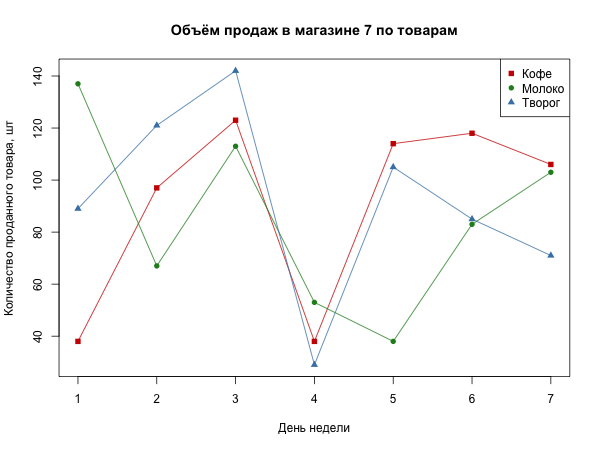 Объём продаж в магазине 7 по товарам
Количество проданного товара, шт
140
120
100
80
60
40
Кофе
Молоко
Творог
1 2 3 4 5 6 7
День недели